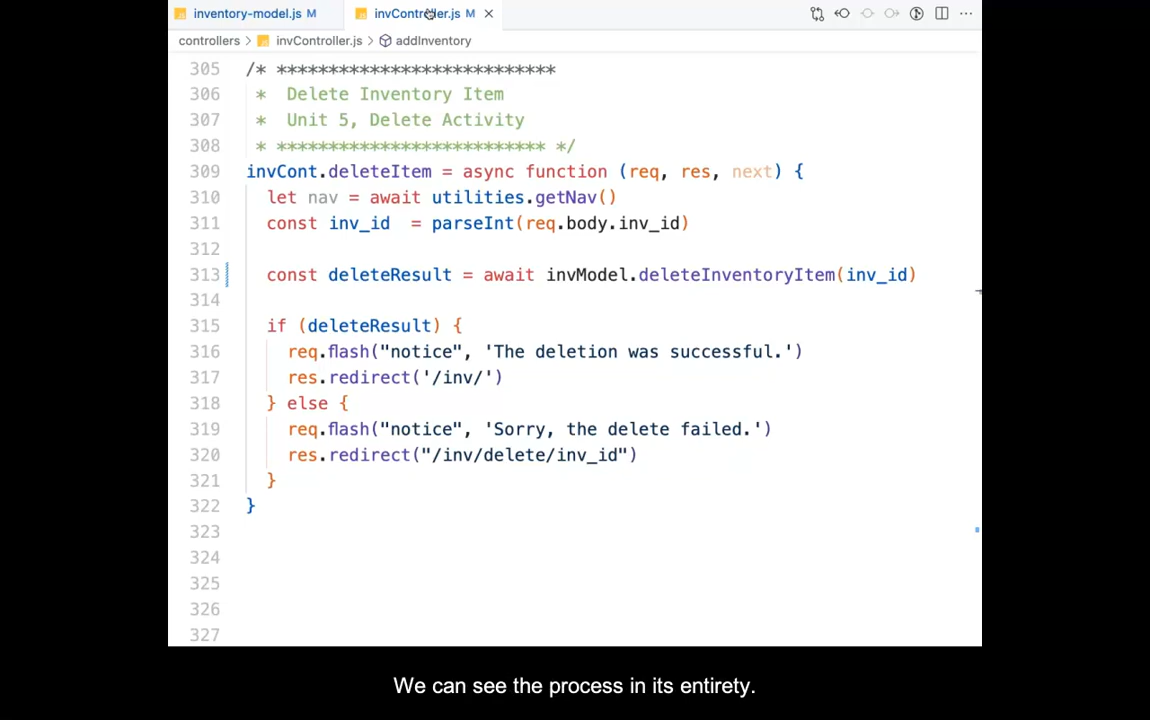 inventory-model.js M invController.js M ×
controllers > invController.js > addInventory
305 /* ***************************
306 *  Delete Inventory Item
307 *  Unit 5, Delete Activity
308 * ************************** */
309 invCont.deleteItem = async function (req, res, next) {
310   let nav = await utilities.getNav()
311   const inv_id  = parseInt(req.body.inv_id)
312
313   const deleteResult = await invModel.deleteInventoryItem(inv_id)
314
315   if (deleteResult) {
316     req.flash("notice", 'The deletion was successful.')
317     res.redirect('/inv/')
318   } else {
319     req.flash("notice", 'Sorry, the delete failed.')
320     res.redirect("/inv/delete/inv_id")
321   }
322 }
323
324
325
326
327
We can see the process in its entirety.